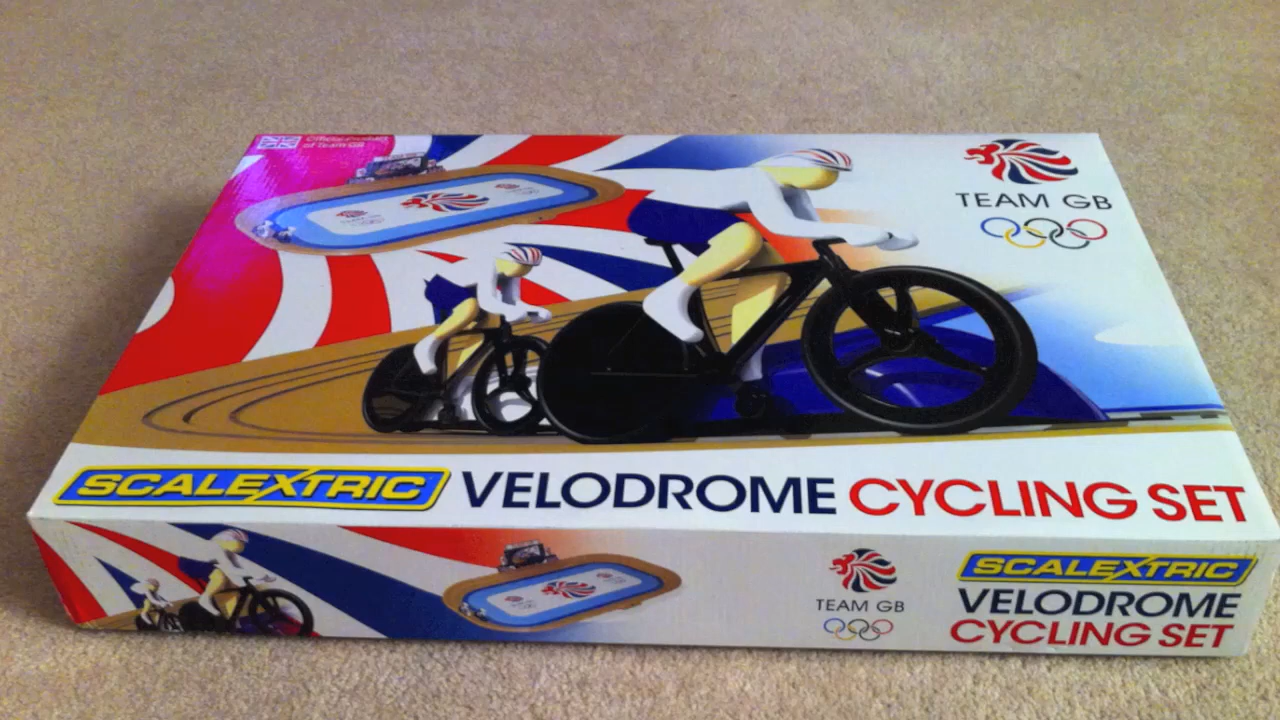 Official Product
of Team GB
TEAM GB
SCALEXTRIC VELODROME CYCLING SET
TEAM GB
SCALEXTRIC
VELODROME
CYCLING SET